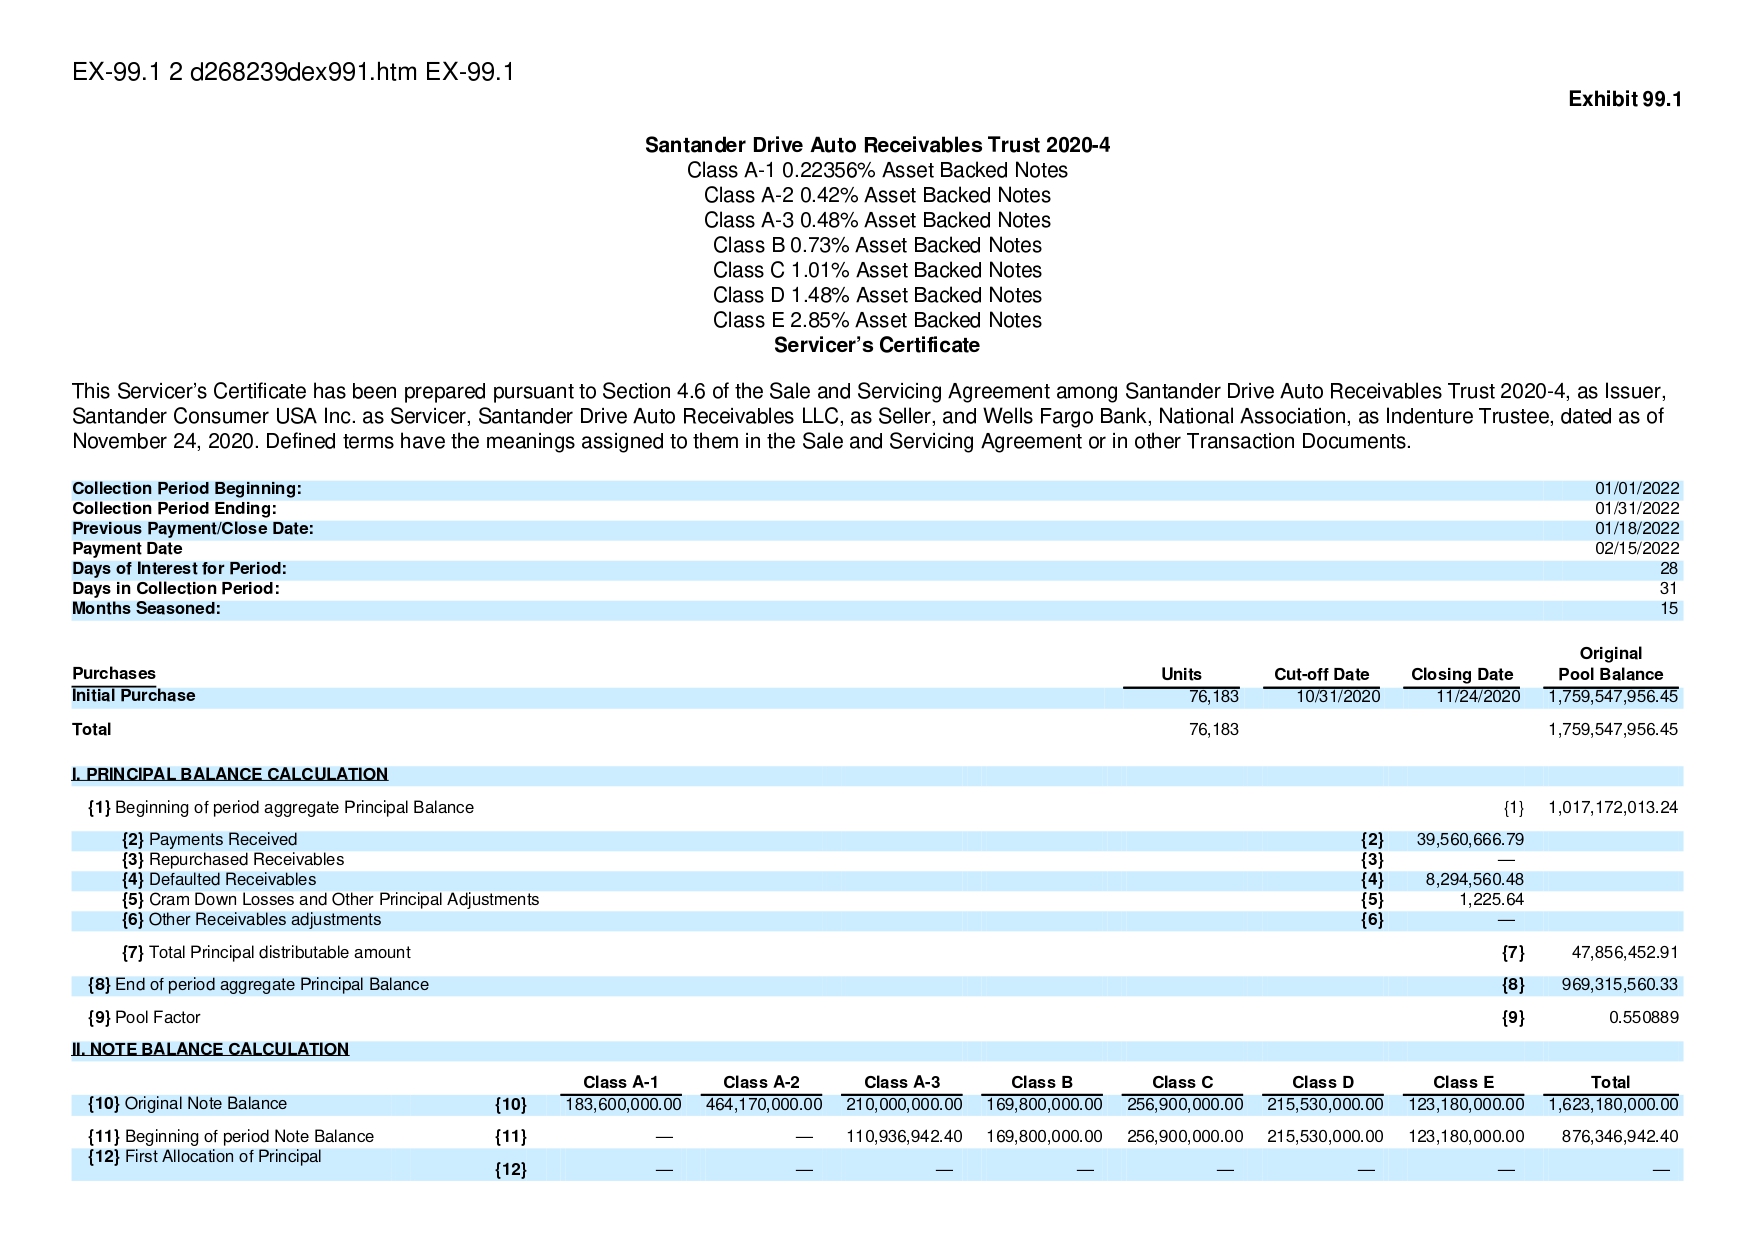 EX-99.1 2 d268239dex991.htm EX-99.1
Exhibit 99.1
Santander Drive Auto Receivables Trust 2020-4
Class A-1 0.22356% Asset Backed Notes
Class A-2 0.42% Asset Backed Notes
Class A-3 0.48% Asset Backed Notes
Class B 0.73% Asset Backed Notes
Class C 1.01% Asset Backed Notes
Class D 1.48% Asset Backed Notes
Class E 2.85% Asset Backed Notes
Servicer’s Certificate
This Servicer’s Certificate has been prepared pursuant to Section 4.6 of the Sale and Servicing Agreement among Santander Drive Auto Receivables Trust 2020-4, as Issuer,
Santander Consumer USA Inc. as Servicer, Santander Drive Auto Receivables LLC, as Seller, and Wells Fargo Bank, National Association, as Indenture Trustee, dated as of
November 24, 2020. Defined terms have the meanings assigned to them in the Sale and Servicing Agreement or in other Transaction Documents.
Collection Period Beginning: 01/01/2022
Collection Period Ending: 01/31/2022
Previous Payment/Close Date: 01/18/2022
Payment Date 02/15/2022
Days of Interest for Period: 28
Days in Collection Period: 31
Months Seasoned: 15
Original
Purchases Units Cut-off Date Closing Date Pool Balance
Initial Purchase 76,183 10/31/2020 11/24/2020 1,759,547,956.45
Total 76,183 1,759,547,956.45
I. PRINCIPAL BALANCE CALCULATION
{1} Beginning of period aggregate Principal Balance {1} 1,017,172,013.24
{2} Payments Received {2} 39,560,666.79
{3} Repurchased Receivables {3} —
{4} Defaulted Receivables {4} 8,294,560.48
{5} Cram Down Losses and Other Principal Adjustments {5} 1,225.64
{6} Other Receivables adjustments {6} —
{7} Total Principal distributable amount {7} 47,856,452.91
{8} End of period aggregate Principal Balance {8} 969,315,560.33
{9} Pool Factor {9} 0.550889
II. NOTE BALANCE CALCULATION
Class A-1 Class A-2 Class A-3 Class B Class C Class D Class E Total
{10} Original Note Balance {10} 183,600,000.00 464,170,000.00 210,000,000.00 169,800,000.00 256,900,000.00 215,530,000.00 123,180,000.00 1,623,180,000.00
{11} Beginning of period Note Balance {11} — — 110,936,942.40 169,800,000.00 256,900,000.00 215,530,000.00 123,180,000.00 876,346,942.40
{12} First Allocation of Principal
{12} — — — — — — — —